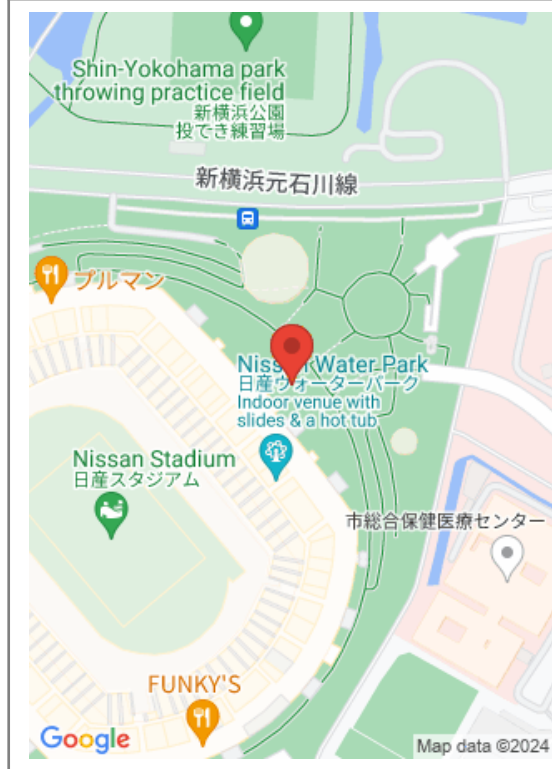 Shin-Yokohama park
throwing practice field
新横浜公園
投てき練習場
新横浜元石川線
プルマン
Nissan Water Park
日産ウォーターパーク
Indoor venue with
slides & a hot tub
Nissan Stadium
日産スタジアム
市総合保健医療センター
FUNKY'S
Google
Map data ©2024